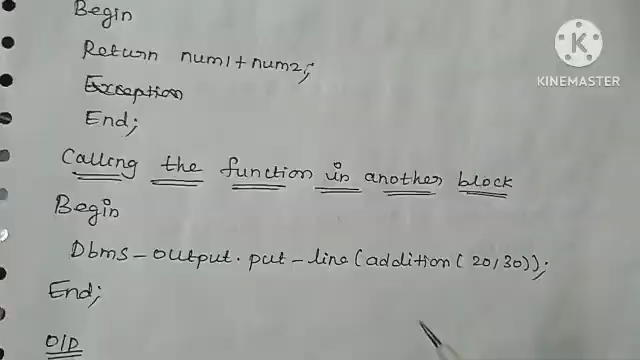 Begin
Return num1+num2;
Exception
End;
Calling the function in another block
Begin
Dbms-output.put-line(addition(20,30));
End;
O/P
K
KINEMASTER